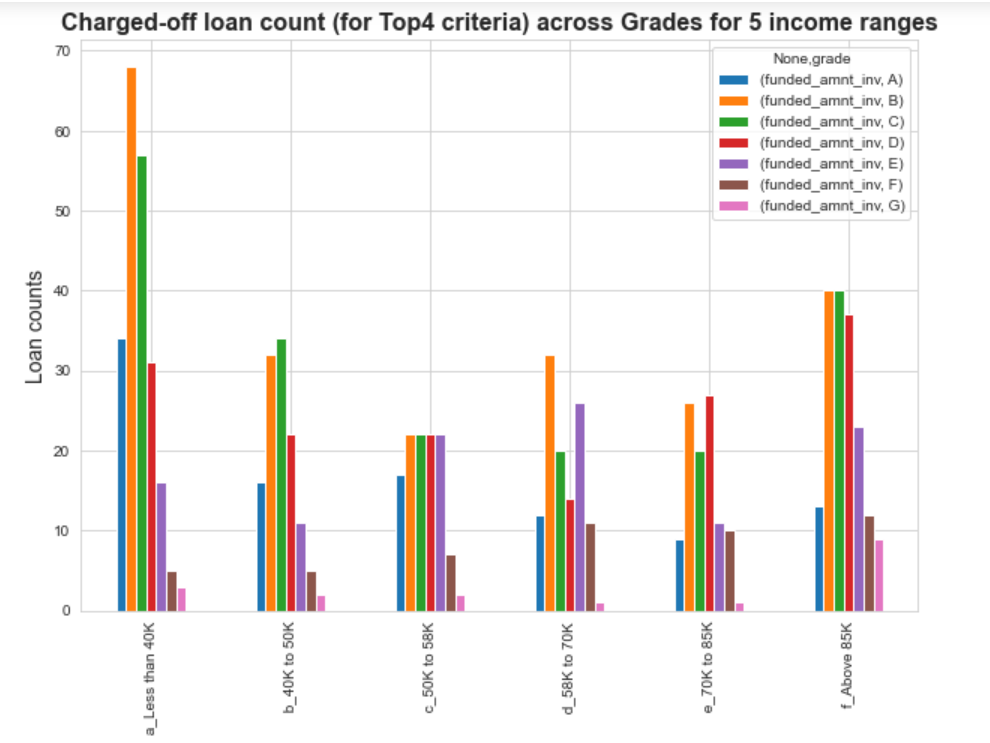 Charged-off loan count (for Top4 criteria) across Grades for 5 income ranges
None,grade
(funded_amnt_inv, A)
(funded_amnt_inv, B)
(funded_amnt_inv, C)
(funded_amnt_inv, D)
(funded_amnt_inv, E)
(funded_amnt_inv, F)
(funded_amnt_inv, G)
Loan counts
70
60
50
40
30
20
10
0
a_Less than 40K
b_40K to 50K
c_50K to 58K
d_58K to 70K
e_70K to 85K
f_Above 85K